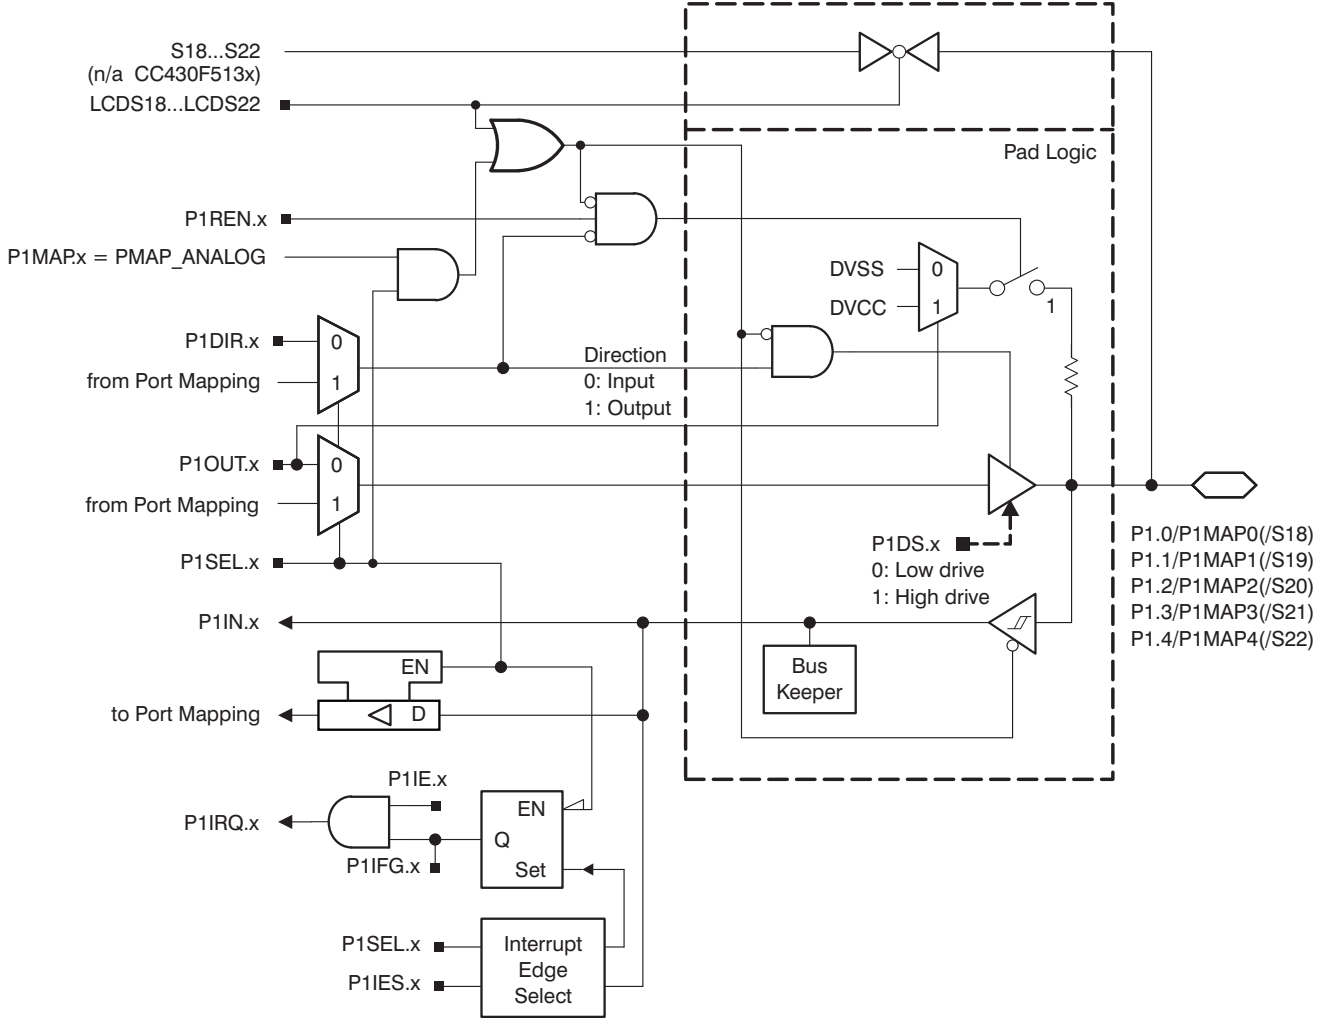 S18...S22
(n/a CC430F513x)
LCDS18...LCDS22
Pad Logic
P1REN.x
P1MAP.x = PMAP_ANALOG
DVSS
0
DVCC
1
1
P1DIR.x
0
from Port Mapping
1
Direction
0: Input
1: Output
P1OUT.x
0
from Port Mapping
1
P1SEL.x
P1DS.x
0: Low drive
1: High drive
P1.0/P1MAP0(/S18)
P1.1/P1MAP1(/S19)
P1.2/P1MAP2(/S20)
P1.3/P1MAP3(/S21)
P1.4/P1MAP4(/S22)
P1IN.x
Bus
Keeper
EN
to Port Mapping
D
P1IE.x
P1IRQ.x
EN
Q
P1IFG.x
Set
P1SEL.x
P1IES.x
Interrupt
Edge
Select